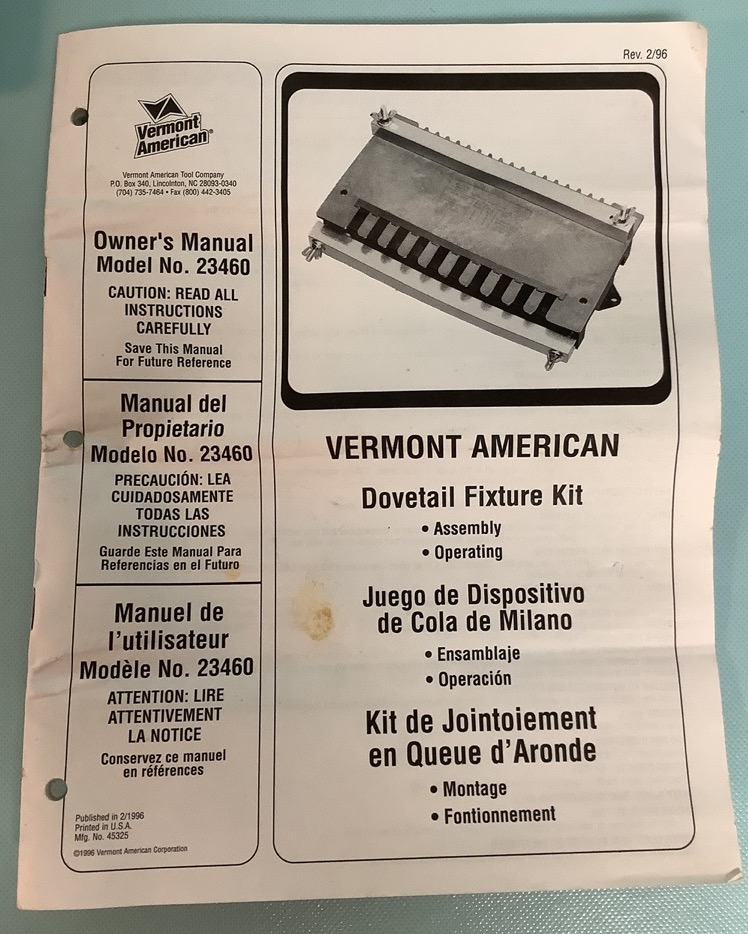 Rev. 2/96
Vermont
American®
Vermont American Tool Company
P.O. Box 340, Lincolnton, NC 28093-0340
(704) 735-7464 • Fax (800) 442-3405
Owner's Manual
Model No. 23460
CAUTION: READ ALL
INSTRUCTIONS
CAREFULLY
Save This Manual
For Future Reference
Manual del
Propietario
Modelo No. 23460
PRECAUCIÓN: LEA
CUIDADOSAMENTE
TODAS LAS
INSTRUCCIONES
Guarde Este Manual Para
Referencias en el Futuro
Manuel de
l'utilisateur
Modèle No. 23460
ATTENTION: LIRE
ATTENTIVEMENT
LA NOTICE
Conservez ce manuel
en références
Published in 2/1996
Printed in U.S.A.
Mfg. No. 45325
©1996 Vermont American Corporation
VERMONT AMERICAN
Dovetail Fixture Kit
• Assembly
• Operating
Juego de Dispositivo
de Cola de Milano
• Ensamblaje
• Operación
Kit de Jointoiement
en Queue d'Aronde
• Montage
• Fontionnement